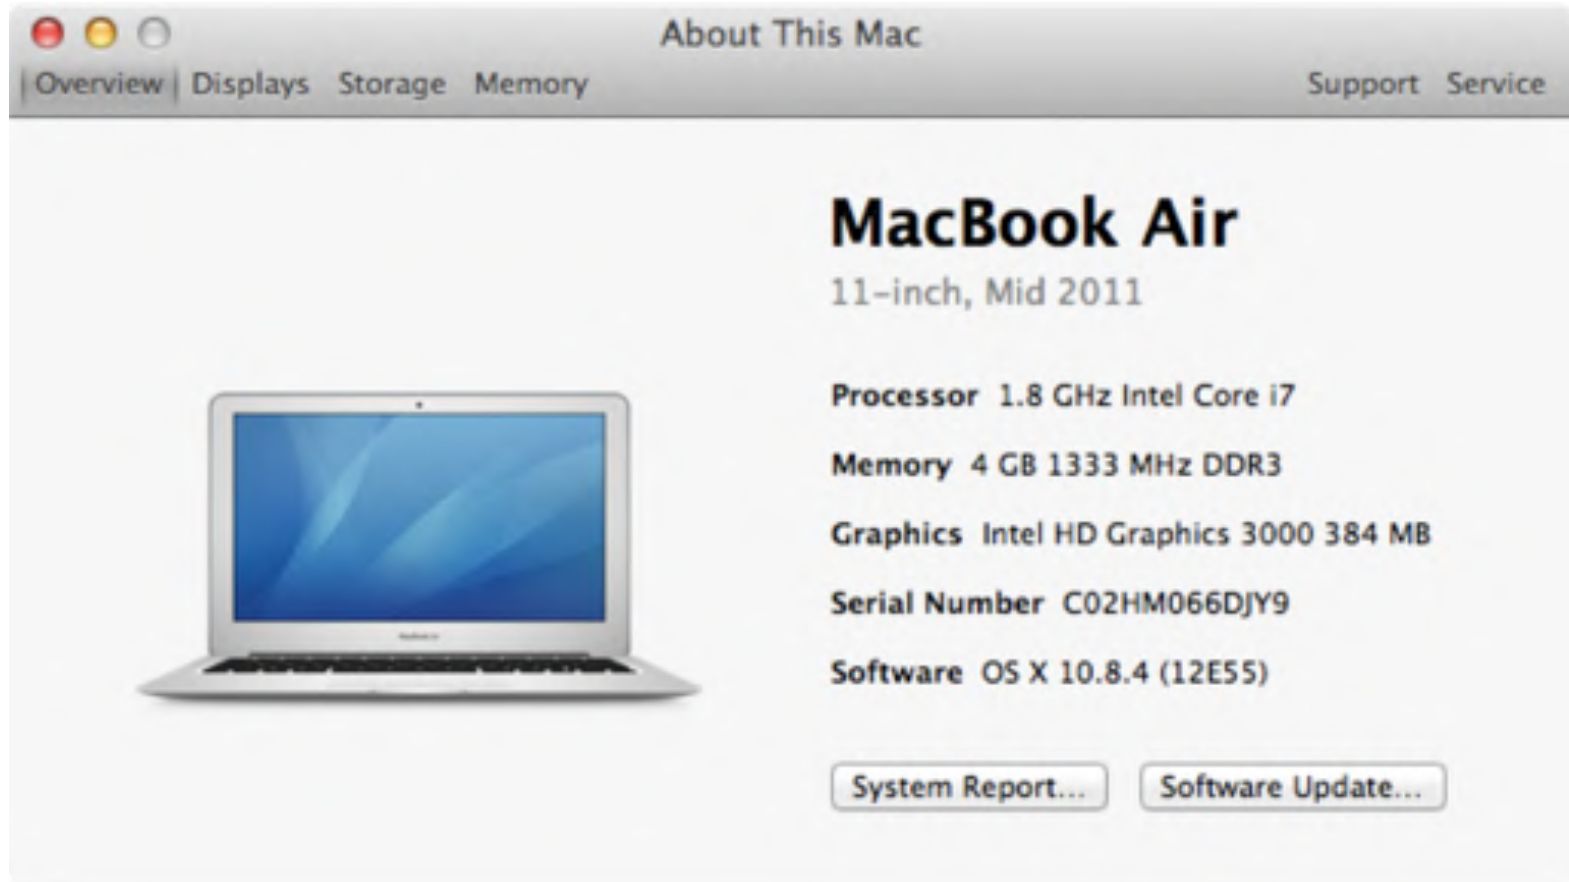 About This Mac
Overview Displays Storage Memory Support Service
MacBook Air
11-inch, Mid 2011
Processor 1.8 GHz Intel Core i7
Memory 4 GB 1333 MHz DDR3
Graphics Intel HD Graphics 3000 384 MB
Serial Number C02HM066DJY9
Software OS X 10.8.4 (12E55)
System Report... Software Update...